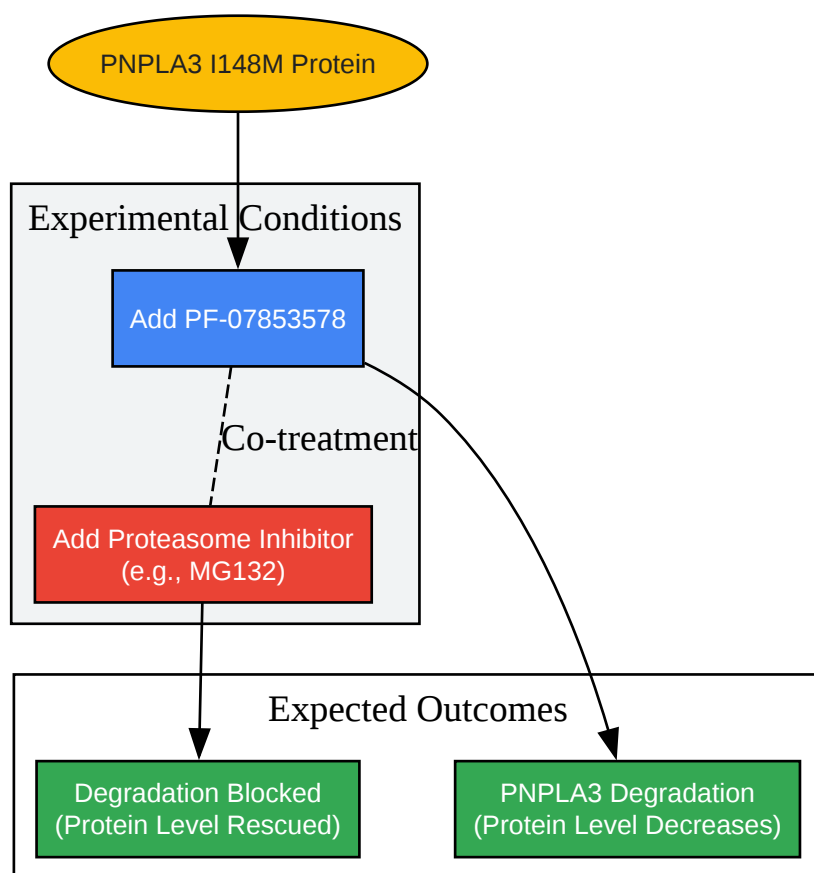 PNPLA3 I148M Protein
Experimental Conditions
Add PF-07853578
Co-treatment
Add Proteasome Inhibitor
(e.g., MG132)
Expected Outcomes
Degradation Blocked
(Protein Level Rescued)
PNPLA3 Degradation
(Protein Level Decreases)